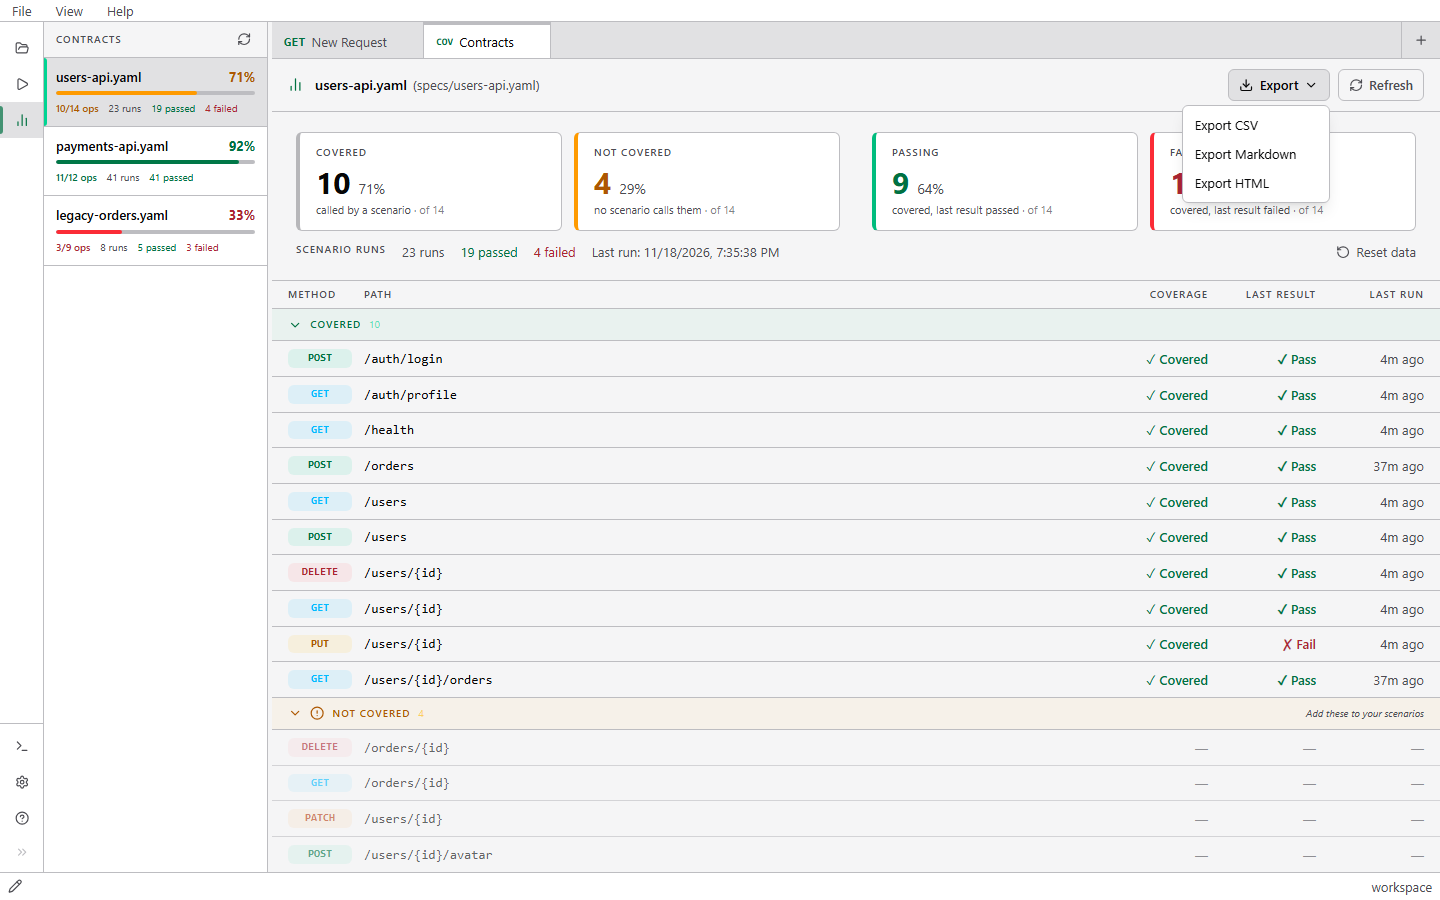 File View Help
CONTRACTS
users-api.yaml 71%
10/14 ops 23 runs 19 passed 4 failed
payments-api.yaml 92%
11/12 ops 41 runs 41 passed
legacy-orders.yaml 33%
3/9 ops 8 runs 5 passed 3 failed
GET New Request
COV Contracts
users-api.yaml (specs/users-api.yaml)
Export
Refresh
Export CSV
Export Markdown
Export HTML
COVERED
10 71%
called by a scenario · of 14
NOT COVERED
4 29%
no scenario calls them · of 14
PASSING
9 64%
covered, last result passed · of 14
covered, last result failed · of 14
SCENARIO RUNS 23 runs 19 passed 4 failed Last run: 11/18/2026, 7:35:38 PM
Reset data
METHOD PATH COVERAGE LAST RESULT LAST RUN
COVERED 10
POST /auth/login ✓ Covered ✓ Pass 4m ago
GET /auth/profile ✓ Covered ✓ Pass 4m ago
GET /health ✓ Covered ✓ Pass 4m ago
POST /orders ✓ Covered ✓ Pass 37m ago
GET /users ✓ Covered ✓ Pass 4m ago
POST /users ✓ Covered ✓ Pass 4m ago
DELETE /users/{id} ✓ Covered ✓ Pass 4m ago
GET /users/{id} ✓ Covered ✓ Pass 4m ago
PUT /users/{id} ✓ Covered ✗ Fail 4m ago
GET /users/{id}/orders ✓ Covered ✓ Pass 37m ago
NOT COVERED 4 Add these to your scenarios
DELETE /orders/{id} — — —
GET /orders/{id} — — —
PATCH /users/{id} — — —
POST /users/{id}/avatar — — —
workspace